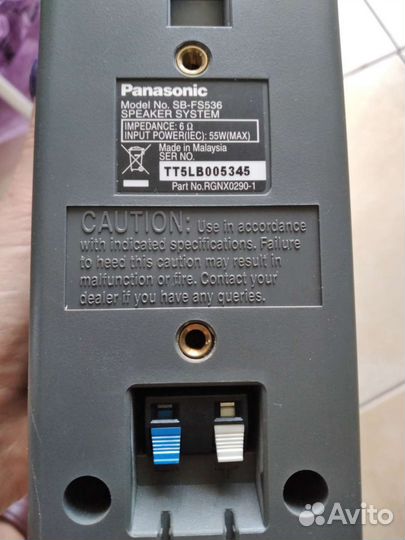 Panasonic
Model No. SB-FS536
SPEAKER SYSTEM
IMPEDANCE: 6 Ω
INPUT POWER(IEC): 55W(MAX)
Made in Malaysia
SER NO.
TT5LB005345
Part No.RGNX0290-1
CAUTION: Use in accordance
with indicated specifications. Failure
to heed this caution may result in
malfunction or fire. Contact your
dealer if you have any queries.
Avito